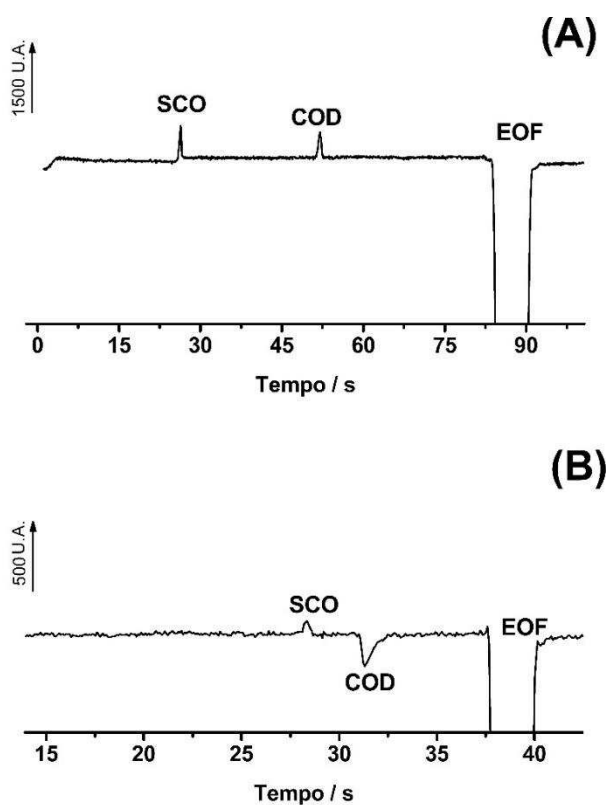 (A)
1500 U.A.
SCO
COD
EOF
0 15 30 45 60 75 90
Tempo / s
(B)
500 U.A.
SCO
COD
EOF
15 20 25 30 35 40
Tempo / s